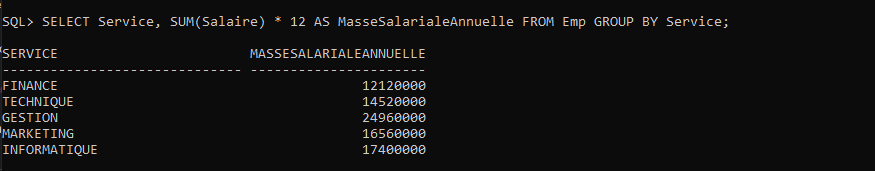 SQL> SELECT Service, SUM(Salaire) * 12 AS MasseSalarialeAnnuelle FROM Emp GROUP BY Service;
SERVICE                        MASSESALARIALEANNUELLE
------------------------------ ----------------------
FINANCE                                      12120000
TECHNIQUE                                    14520000
GESTION                                      24960000
MARKETING                                    16560000
INFORMATIQUE                                 17400000